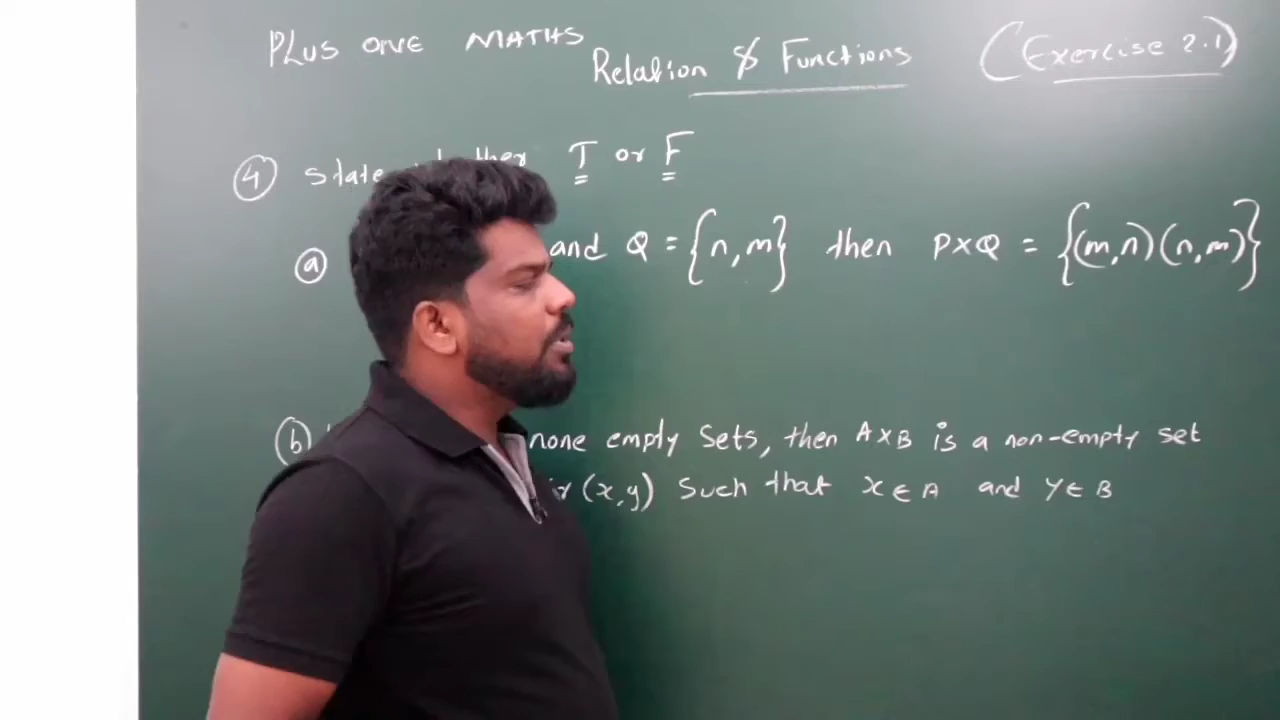 PLUS ONE MATHS
Relation & Functions
(Exercise 2.1)
④ State T or F
ⓐ and Q = {n, m} then P×Q = {(m,n)(n,m)}
ⓑ none empty sets, then A×B is a non-empty set
(x,y) such that x ∈ A and y ∈ B